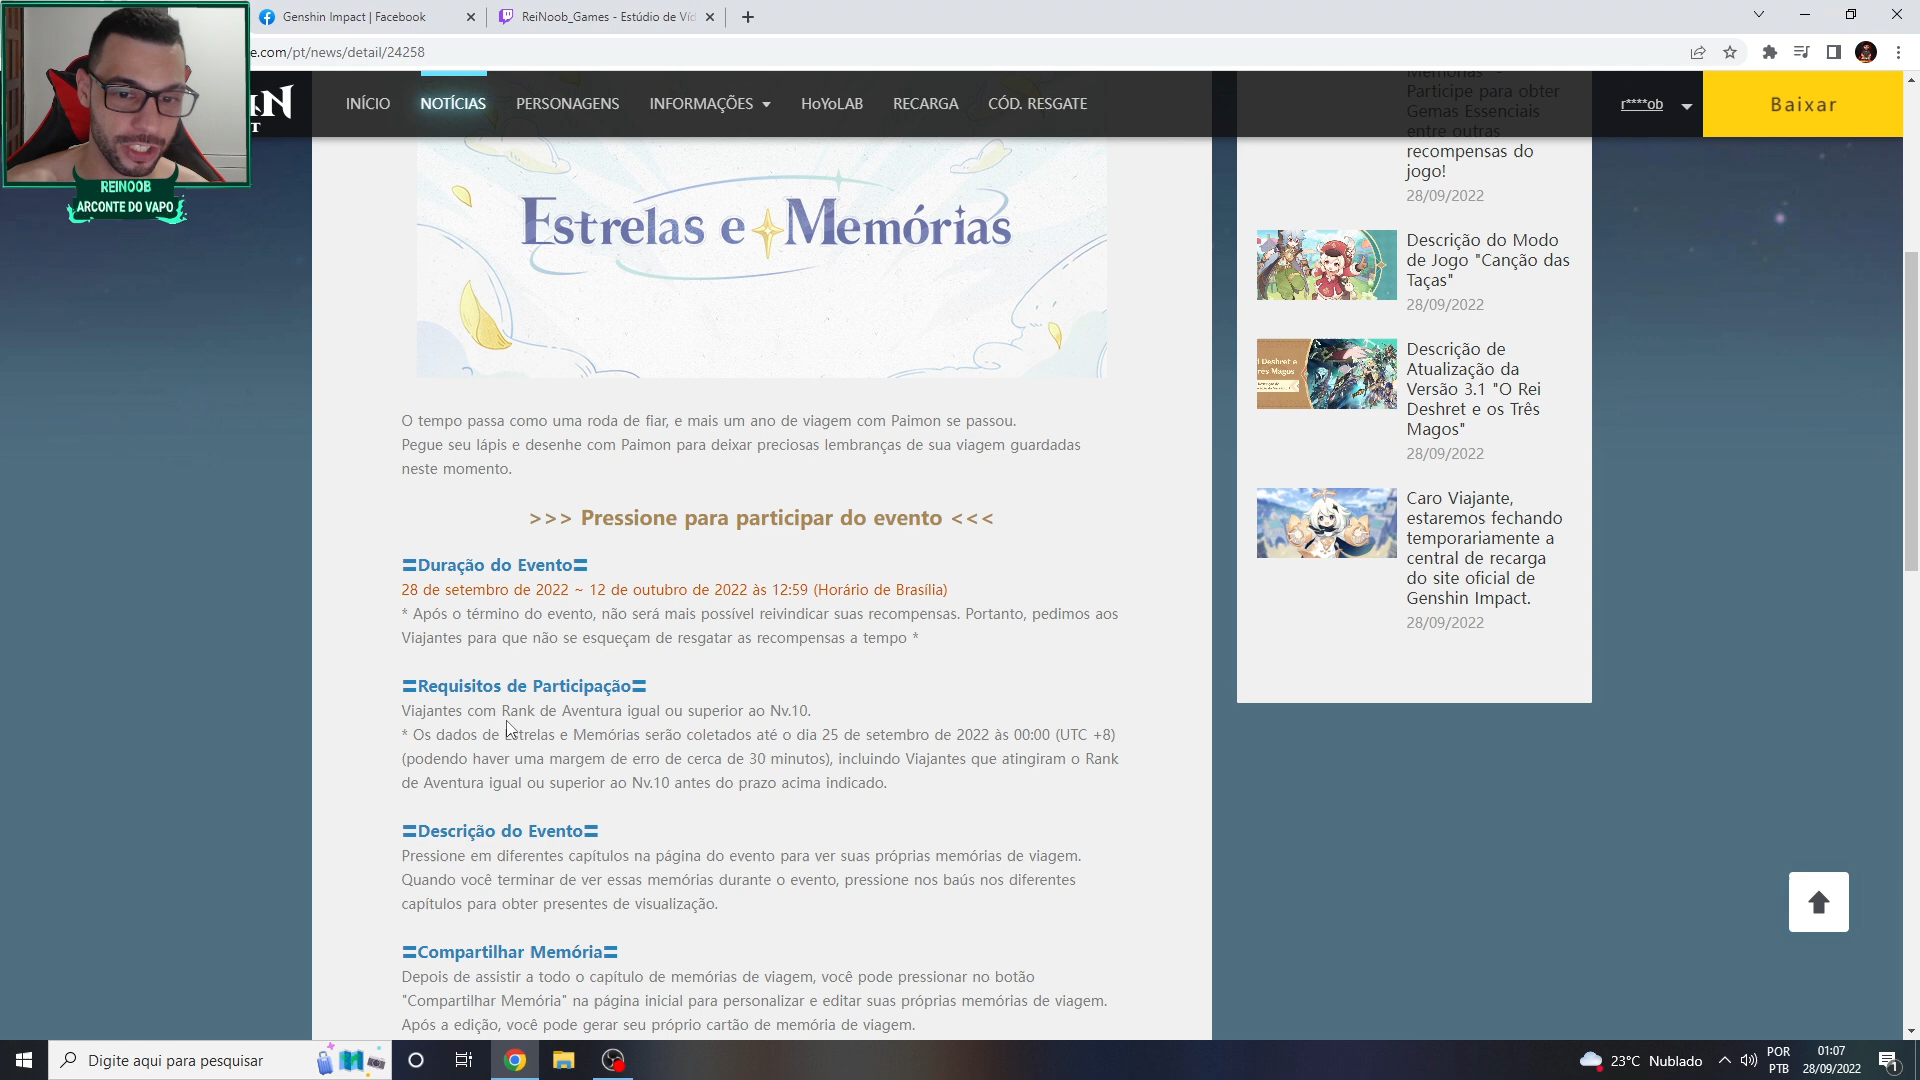 Genshin Impact | Facebook
ReiNoob_Games - Estúdio de Víd
e.com/pt/news/detail/24258
INÍCIO
NOTÍCIAS
PERSONAGENS
INFORMAÇÕES
HoYoLAB
RECARGA
CÓD. RESGATE
r****ob
Baixar
REINOOB
ARCONTE DO VAPO
Estrelas e Memórias
O tempo passa como uma roda de fiar, e mais um ano de viagem com Paimon se passou.
Pegue seu lápis e desenhe com Paimon para deixar preciosas lembranças de sua viagem guardadas
neste momento.
>>> Pressione para participar do evento <<<
〓Duração do Evento〓
28 de setembro de 2022 ~ 12 de outubro de 2022 às 12:59 (Horário de Brasília)
* Após o término do evento, não será mais possível reivindicar suas recompensas. Portanto, pedimos aos
Viajantes para que não se esqueçam de resgatar as recompensas a tempo *
〓Requisitos de Participação〓
Viajantes com Rank de Aventura igual ou superior ao Nv.10.
* Os dados de Estrelas e Memórias serão coletados até o dia 25 de setembro de 2022 às 00:00 (UTC +8)
(podendo haver uma margem de erro de cerca de 30 minutos), incluindo Viajantes que atingiram o Rank
de Aventura igual ou superior ao Nv.10 antes do prazo acima indicado.
〓Descrição do Evento〓
Pressione em diferentes capítulos na página do evento para ver suas próprias memórias de viagem.
Quando você terminar de ver essas memórias durante o evento, pressione nos baús nos diferentes
capítulos para obter presentes de visualização.
〓Compartilhar Memória〓
Depois de assistir a todo o capítulo de memórias de viagem, você pode pressionar no botão
"Compartilhar Memória" na página inicial para personalizar e editar suas próprias memórias de viagem.
Após a edição, você pode gerar seu próprio cartão de memória de viagem.
Memórias" -
Participe para obter
Gemas Essenciais
entre outras
recompensas do
jogo!
28/09/2022
Descrição do Modo
de Jogo "Canção das
Taças"
28/09/2022
Descrição de
Atualização da
Versão 3.1 "O Rei
Deshret e os Três
Magos"
28/09/2022
Caro Viajante,
estaremos fechando
temporariamente a
central de recarga
do site oficial de
Genshin Impact.
28/09/2022
Digite aqui para pesquisar
23°C Nublado
POR
PTB
01:07
28/09/2022
1